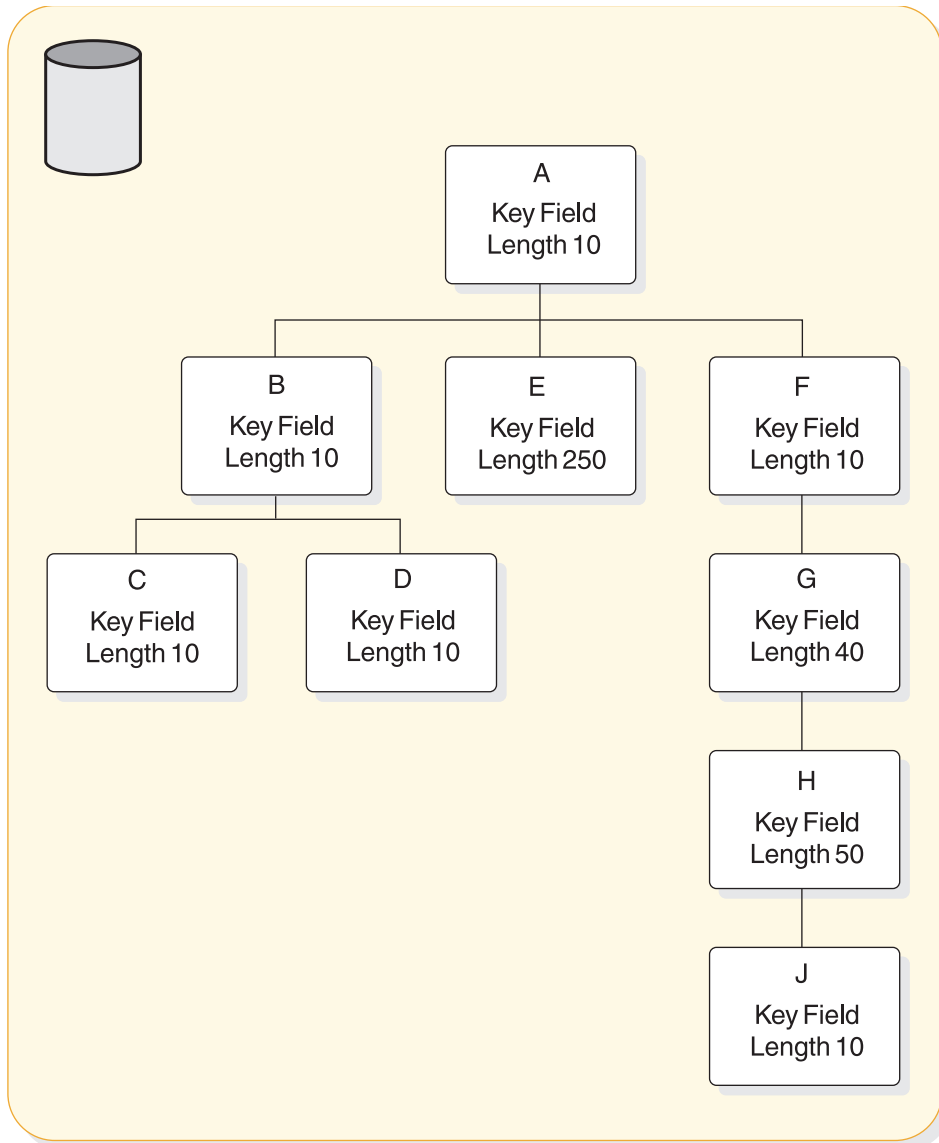 A
Key Field
Length 10
B
Key Field
Length 10
E
Key Field
Length 250
F
Key Field
Length 10
C
Key Field
Length 10
D
Key Field
Length 10
G
Key Field
Length 40
H
Key Field
Length 50
J
Key Field
Length 10